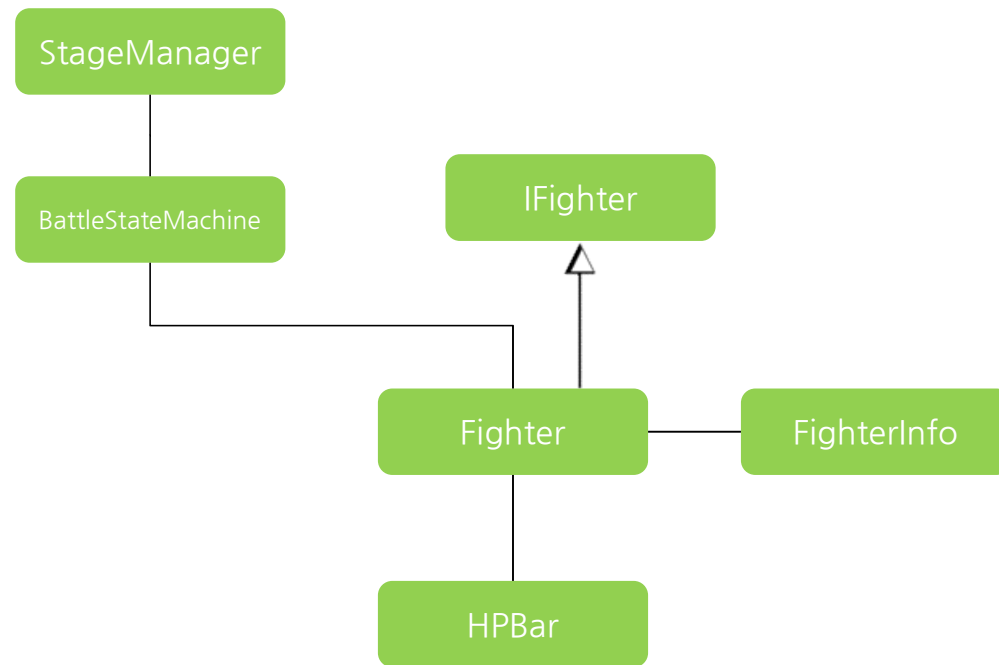 StageManager
BattleStateMachine
IFighter
Fighter
FighterInfo
HPBar